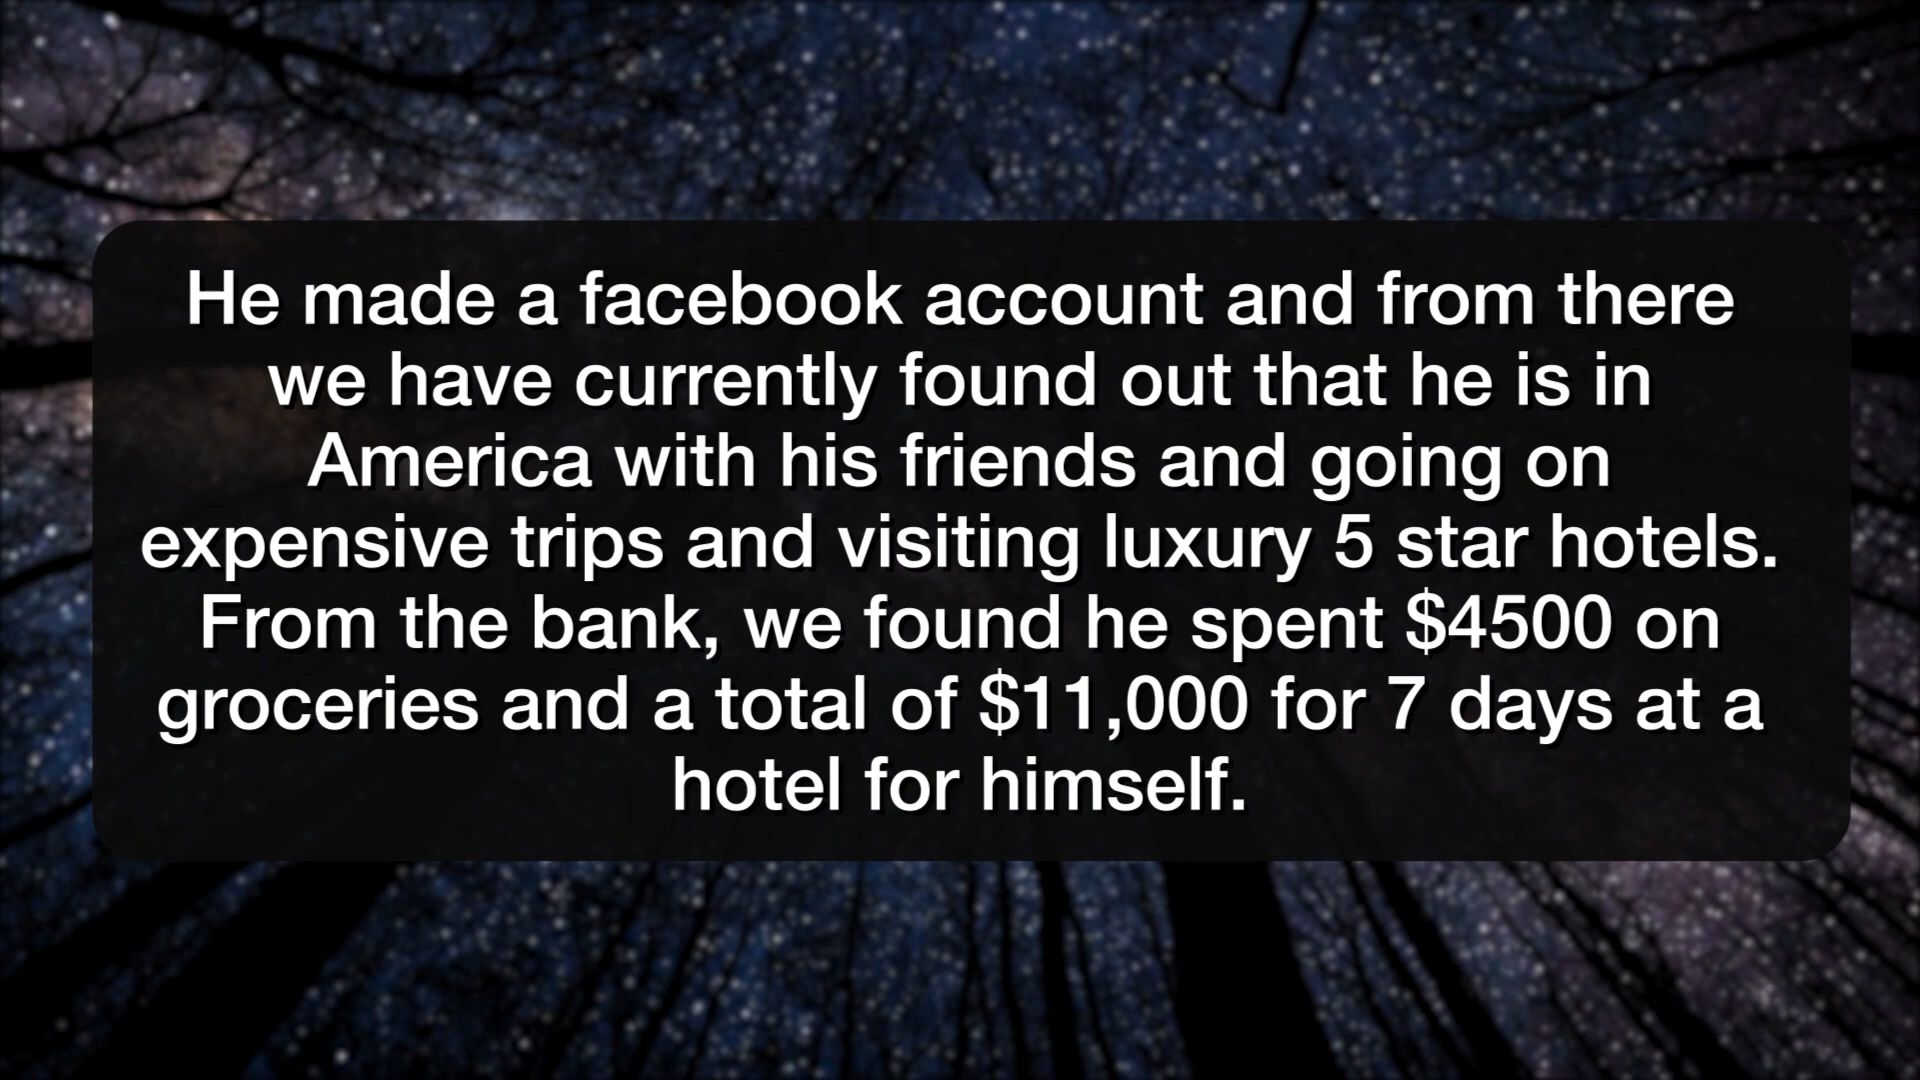 He made a facebook account and from there
we have currently found out that he is in
America with his friends and going on
expensive trips and visiting luxury 5 star hotels.
From the bank, we found he spent $4500 on
groceries and a total of $11,000 for 7 days at a
hotel for himself.